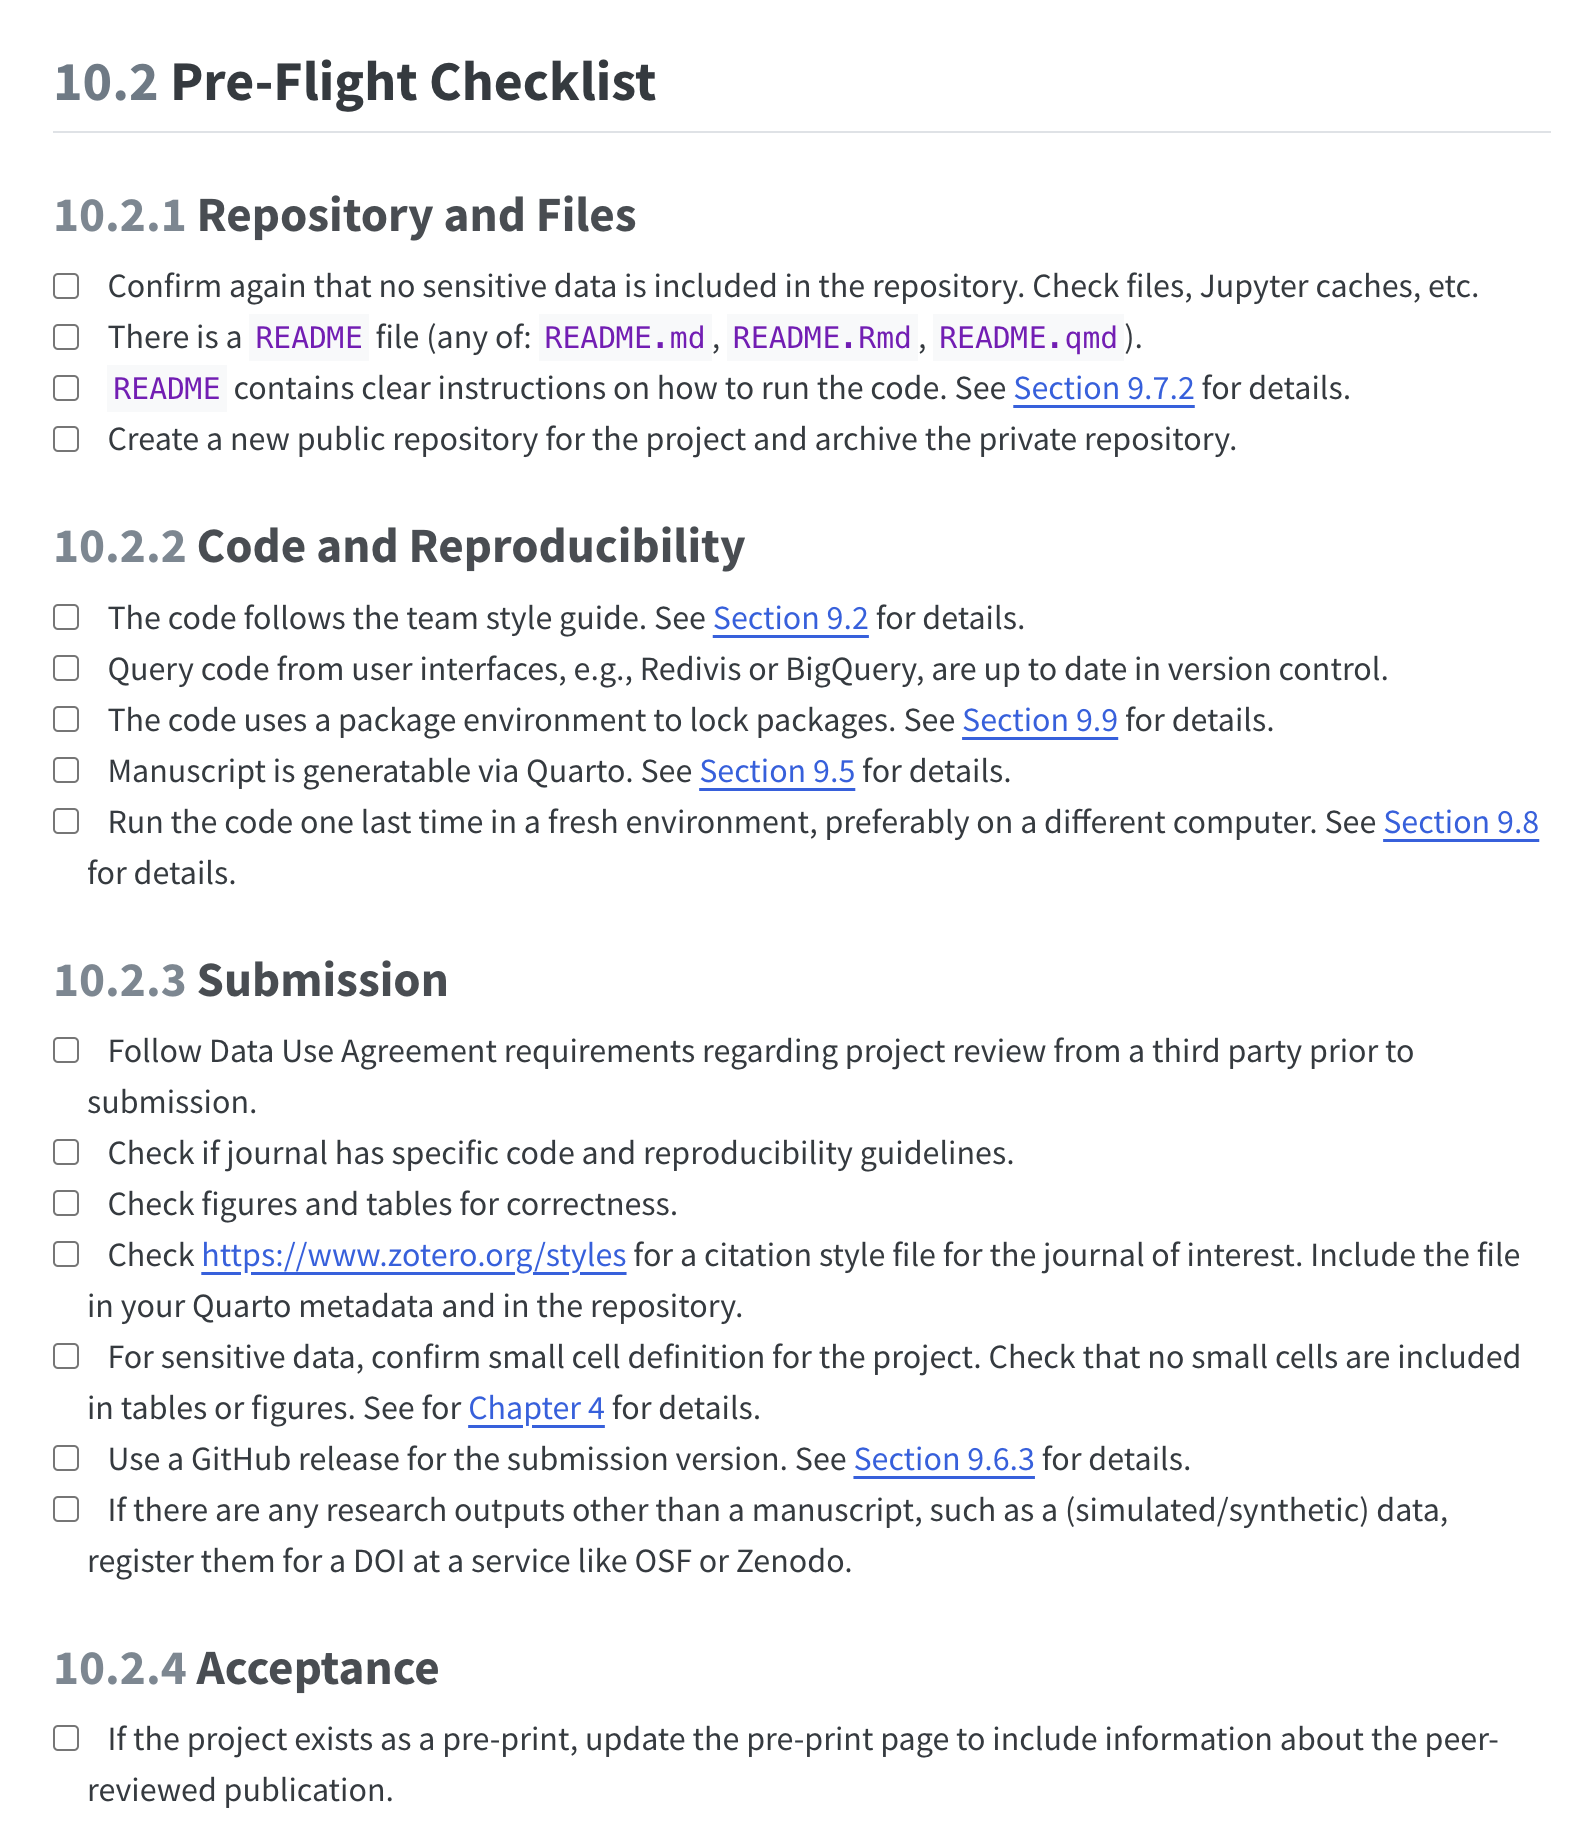 10.2 Pre-Flight Checklist
10.2.1 Repository and Files
Confirm again that no sensitive data is included in the repository. Check files, Jupyter caches, etc.
There is a README file (any of: README.md, README.Rmd, README.qmd).
README contains clear instructions on how to run the code. See Section 9.7.2 for details.
Create a new public repository for the project and archive the private repository.
10.2.2 Code and Reproducibility
The code follows the team style guide. See Section 9.2 for details.
Query code from user interfaces, e.g., Redivis or BigQuery, are up to date in version control.
The code uses a package environment to lock packages. See Section 9.9 for details.
Manuscript is generatable via Quarto. See Section 9.5 for details.
Run the code one last time in a fresh environment, preferably on a different computer. See Section 9.8
for details.
10.2.3 Submission
Follow Data Use Agreement requirements regarding project review from a third party prior to
submission.
Check if journal has specific code and reproducibility guidelines.
Check figures and tables for correctness.
Check https://www.zotero.org/styles for a citation style file for the journal of interest. Include the file
in your Quarto metadata and in the repository.
For sensitive data, confirm small cell definition for the project. Check that no small cells are included
in tables or figures. See for Chapter 4 for details.
Use a GitHub release for the submission version. See Section 9.6.3 for details.
If there are any research outputs other than a manuscript, such as a (simulated/synthetic) data,
register them for a DOI at a service like OSF or Zenodo.
10.2.4 Acceptance
If the project exists as a pre-print, update the pre-print page to include information about the peer-
reviewed publication.